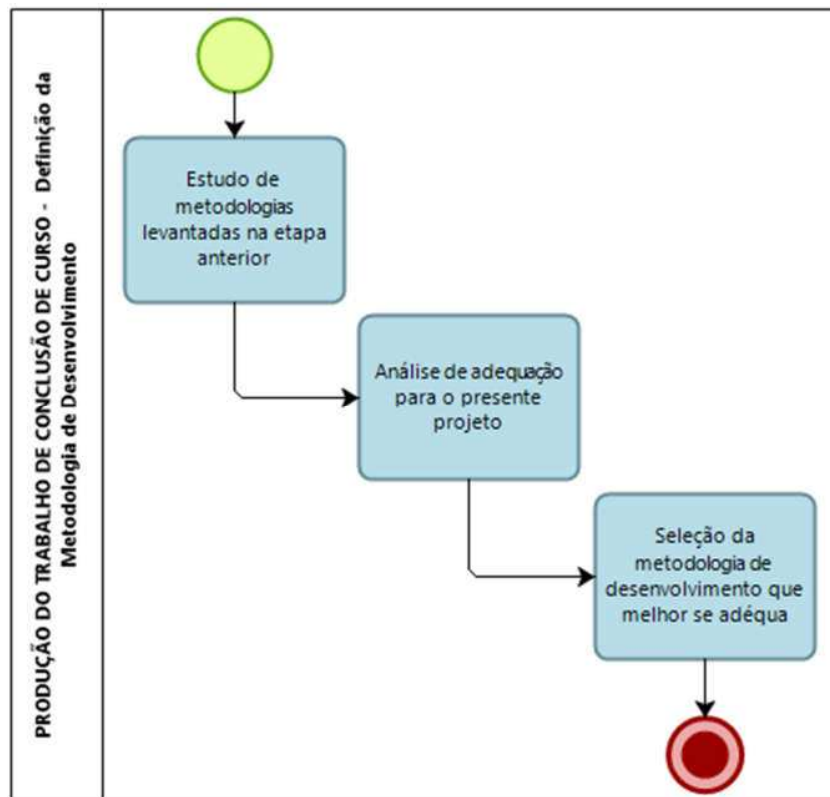 PRODUÇÃO DO TRABALHO DE CONCLUSÃO DE CURSO - Definição da
Metodologia de Desenvolvimento
Estudo de
metodologias
levantadas na etapa
anterior
Análise de adequação
para o presente
projeto
Seleção da
metodologia de
desenvolvimento que
melhor se adéqua